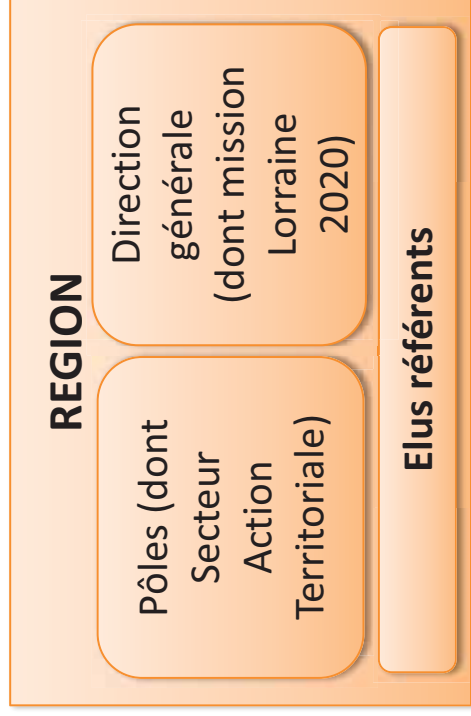 REGION
Pôles (dont
Secteur
Action
Territoriale)
Direction
générale
(dont mission
Lorraine
2020)
Elus référents